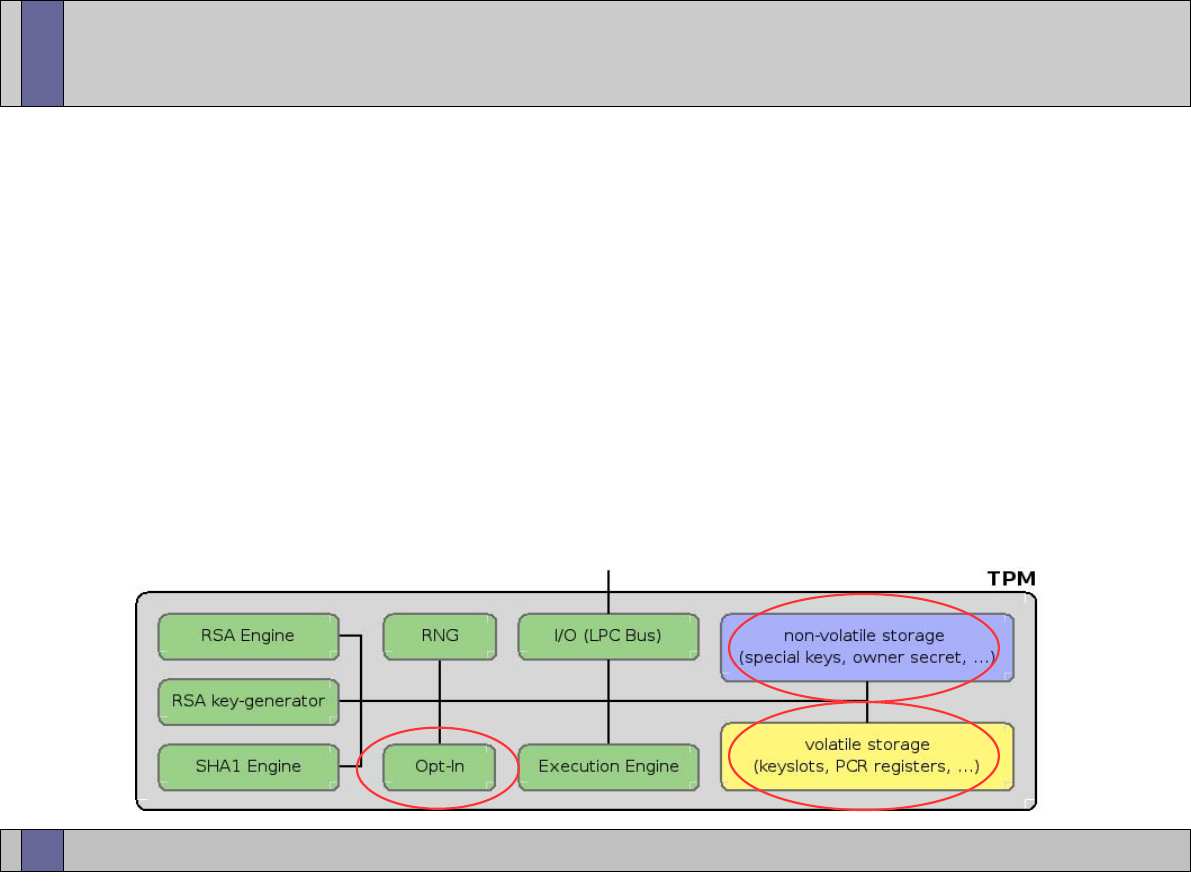 TPM
RSA Engine
RNG
I/O (LPC Bus)
non-volatile storage
(special keys, owner secret, ...)
RSA key-generator
SHA1 Engine
Opt-In
Execution Engine
volatile storage
(keyslots, PCR registers, ...)